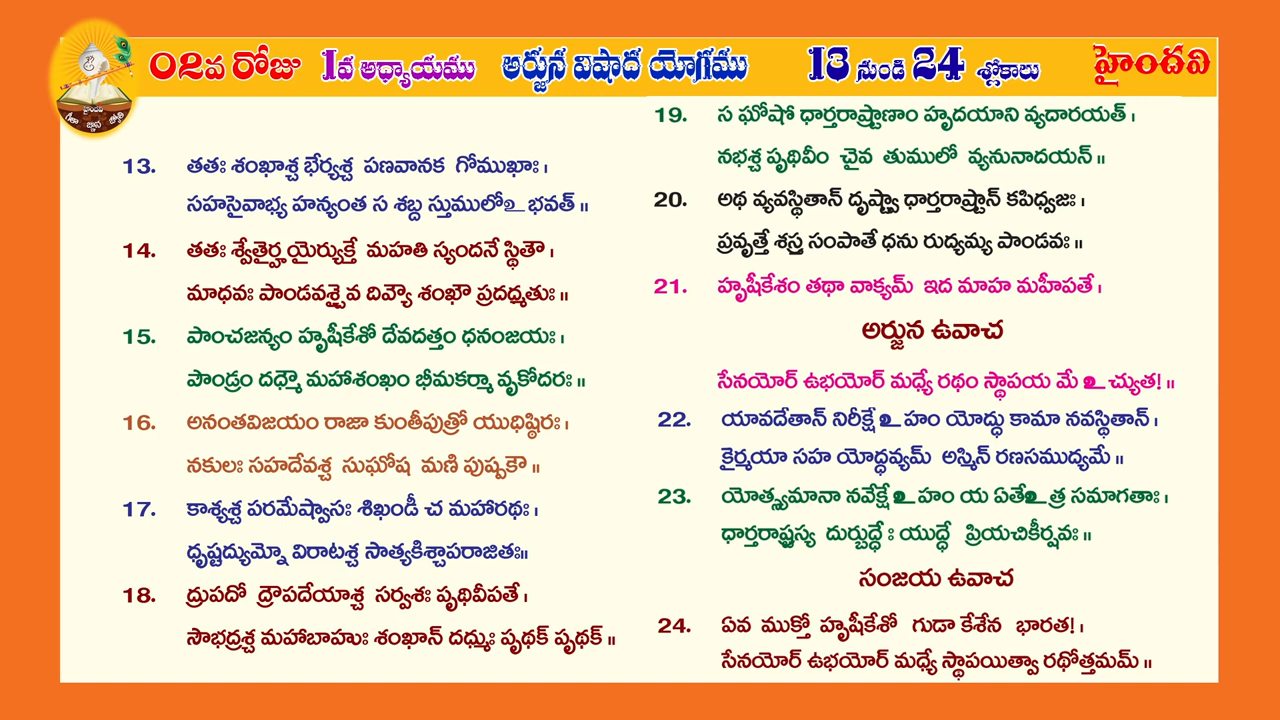 02వ రోజు 1వ అధ్యాయము అర్జున విషాద యోగము 13 నుండి 24 శ్లోకాలు హైందవి
హైందవి
గీతా జ్ఞాన జ్యోతి
13. తతః శంఖాశ్చ భేర్యశ్చ పణవానక గోముఖాః ।
సహసైవాభ్య హన్యంత స శబ్ద స్తుములోఽ భవత్ ॥
14. తతః శ్వేతైర్హయైర్యుక్తే మహతి స్యందనే స్థితౌ ।
మాధవః పాండవశ్చైవ దివ్యౌ శంఖౌ ప్రదధ్మతుః ॥
15. పాంచజన్యం హృషీకేశో దేవదత్తం ధనంజయః ।
పౌండ్రం దధ్మౌ మహాశంఖం భీమకర్మా వృకోదరః ॥
16. అనంతవిజయం రాజా కుంతీపుత్రో యుధిష్ఠిరః ।
నకులః సహదేవశ్చ సుఘోష మణి పుష్పకౌ ॥
17. కాశ్యశ్చ పరమేష్వాసః శిఖండీ చ మహారథః ।
ధృష్టద్యుమ్నో విరాటశ్చ సాత్యకిశ్చాపరాజితః॥
18. ద్రుపదో ద్రౌపదేయాశ్చ సర్వశః పృథివీపతే ।
సౌభద్రశ్చ మహాబాహుః శంఖాన్ దధ్ముః పృథక్ పృథక్ ॥
19. స ఘోషో ధార్తరాష్ట్రాణాం హృదయాని వ్యదారయత్ ।
నభశ్చ పృథివీం చైవ తుములో వ్యనునాదయన్ ॥
20. అథ వ్యవస్థితాన్ దృష్ట్వా ధార్తరాష్ట్రాన్ కపిధ్వజః ।
ప్రవృత్తే శస్త్ర సంపాతే ధను రుద్యమ్య పాండవః ॥
21. హృషీకేశం తథా వాక్యమ్ ఇద మాహ మహీపతే ।
అర్జున ఉవాచ
సేనయోర్ ఉభయోర్ మధ్యే రథం స్థాపయ మే ఽ చ్యుత! ॥
22. యావదేతాన్ నిరీక్షే ఽ హం యోద్ధు కామా నవస్థితాన్ ।
కైర్మయా సహ యోద్ధవ్యమ్ అస్మిన్ రణసముద్యమే ॥
23. యోత్స్యమానా నవేక్షే ఽ హం య ఏతేఽత్ర సమాగతాః ।
ధార్తరాష్ట్రస్య దుర్బుద్ధే ః యుద్ధే ప్రియచికీర్షవః ॥
సంజయ ఉవాచ
24. ఏవ ముక్తో హృషీకేశో గుడా కేశేన భారత! ।
సేనయోర్ ఉభయోర్ మధ్యే స్థాపయిత్వా రథోత్తమమ్ ॥